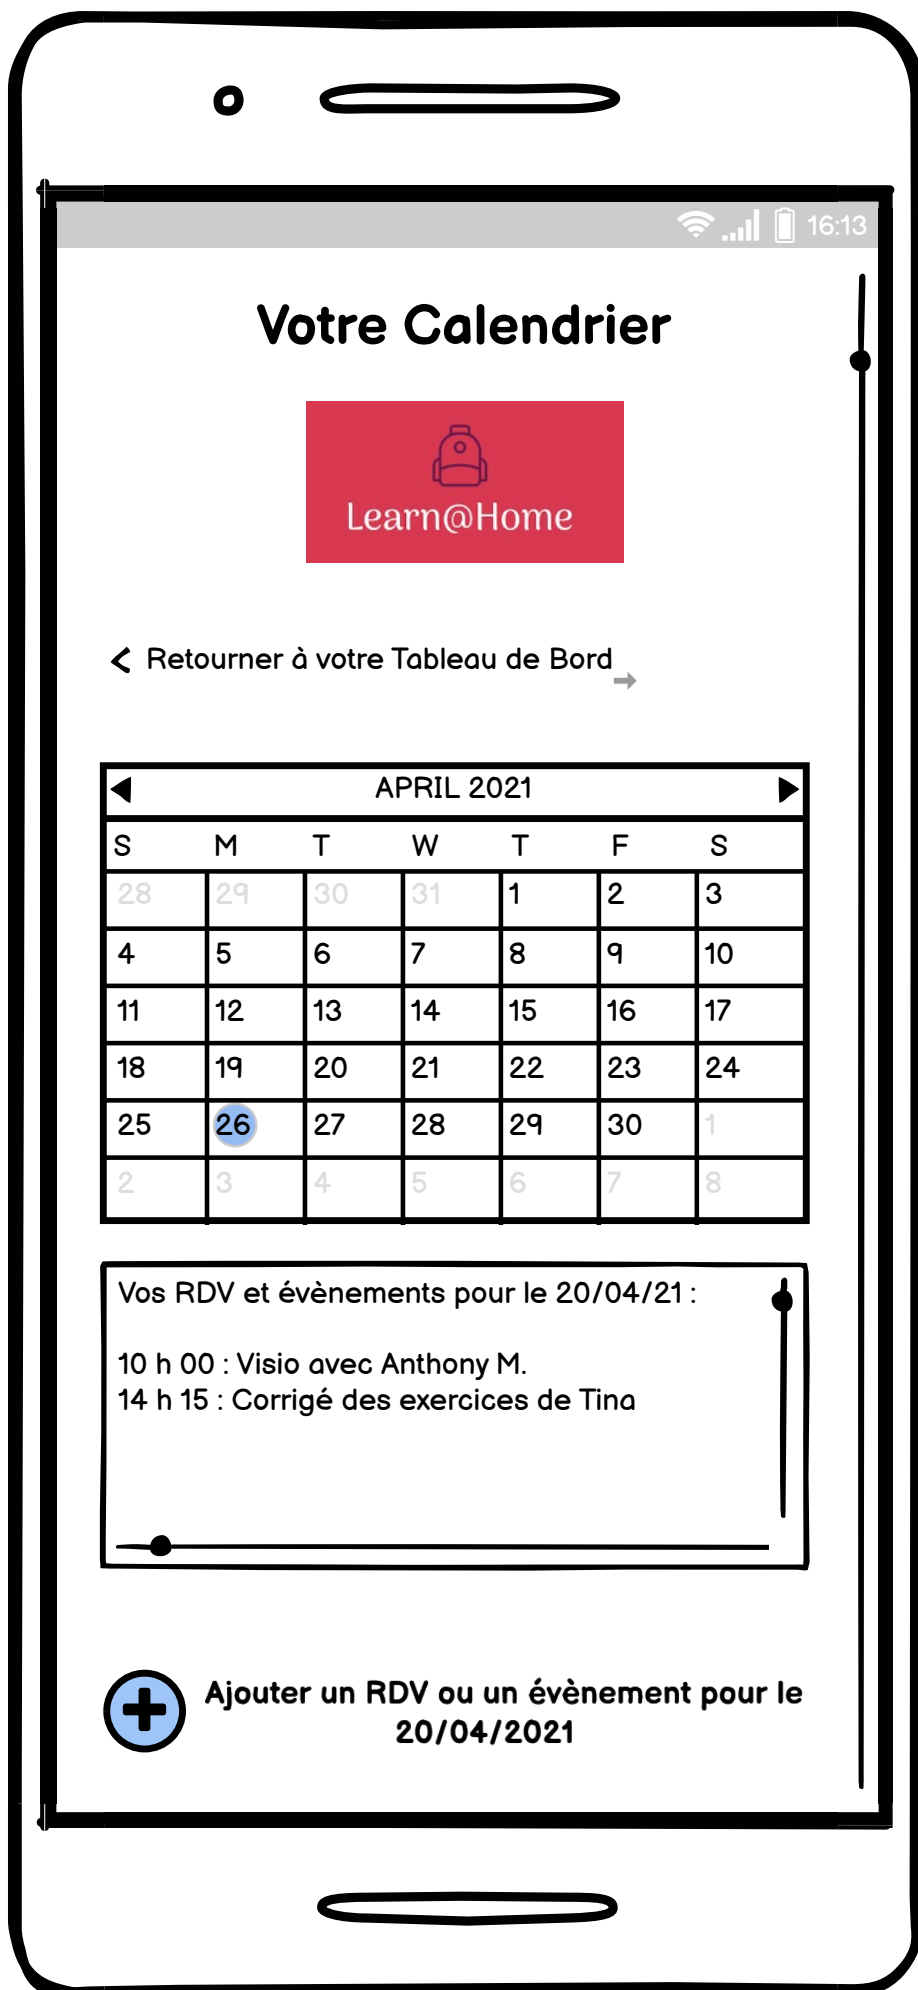 16:13
Votre Calendrier
Learn@Home
Retourner à votre Tableau de Bord
APRIL 2021
S M T W T F S
28 29 30 31 1 2 3
4 5 6 7 8 9 10
11 12 13 14 15 16 17
18 19 20 21 22 23 24
25 26 27 28 29 30 1
2 3 4 5 6 7 8
Vos RDV et évènements pour le 20/04/21 :
10 h 00 : Visio avec Anthony M.
14 h 15 : Corrigé des exercices de Tina
Ajouter un RDV ou un évènement pour le
20/04/2021